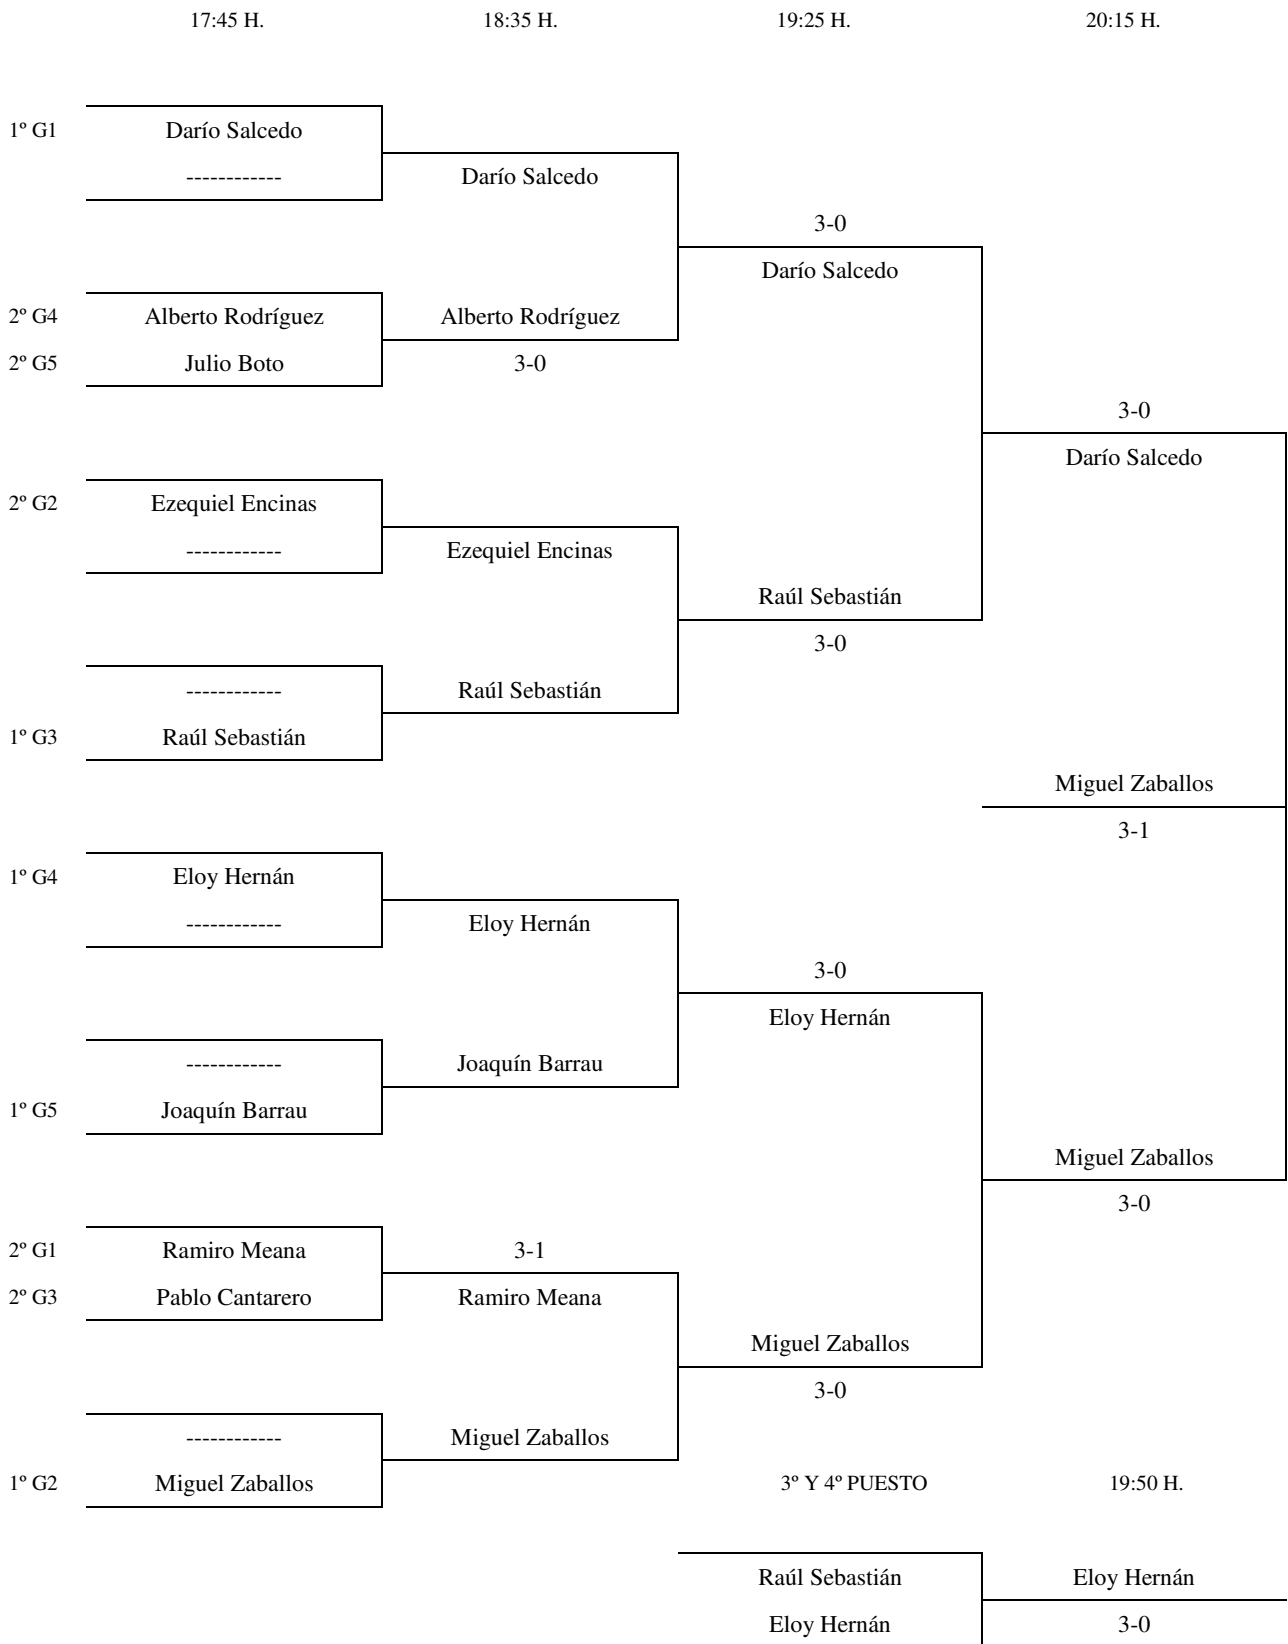 17:45 H. 18:35 H. 19:25 H. 20:15 H.
1º G1 Darío Salcedo
------------ Darío Salcedo
3-0
Darío Salcedo
2º G4 Alberto Rodríguez Alberto Rodríguez
2º G5 Julio Boto 3-0
3-0
Darío Salcedo
2º G2 Ezequiel Encinas
------------ Ezequiel Encinas
Raúl Sebastián
3-0
------------ Raúl Sebastián
1º G3 Raúl Sebastián
Miguel Zaballos
3-1
1º G4 Eloy Hernán
------------ Eloy Hernán
3-0
Eloy Hernán
------------ Joaquín Barrau
1º G5 Joaquín Barrau
Miguel Zaballos
3-0
2º G1 Ramiro Meana 3-1
2º G3 Pablo Cantarero Ramiro Meana
Miguel Zaballos
3-0
------------ Miguel Zaballos
1º G2 Miguel Zaballos 3º Y 4º PUESTO 19:50 H.
Raúl Sebastián Eloy Hernán
Eloy Hernán 3-0